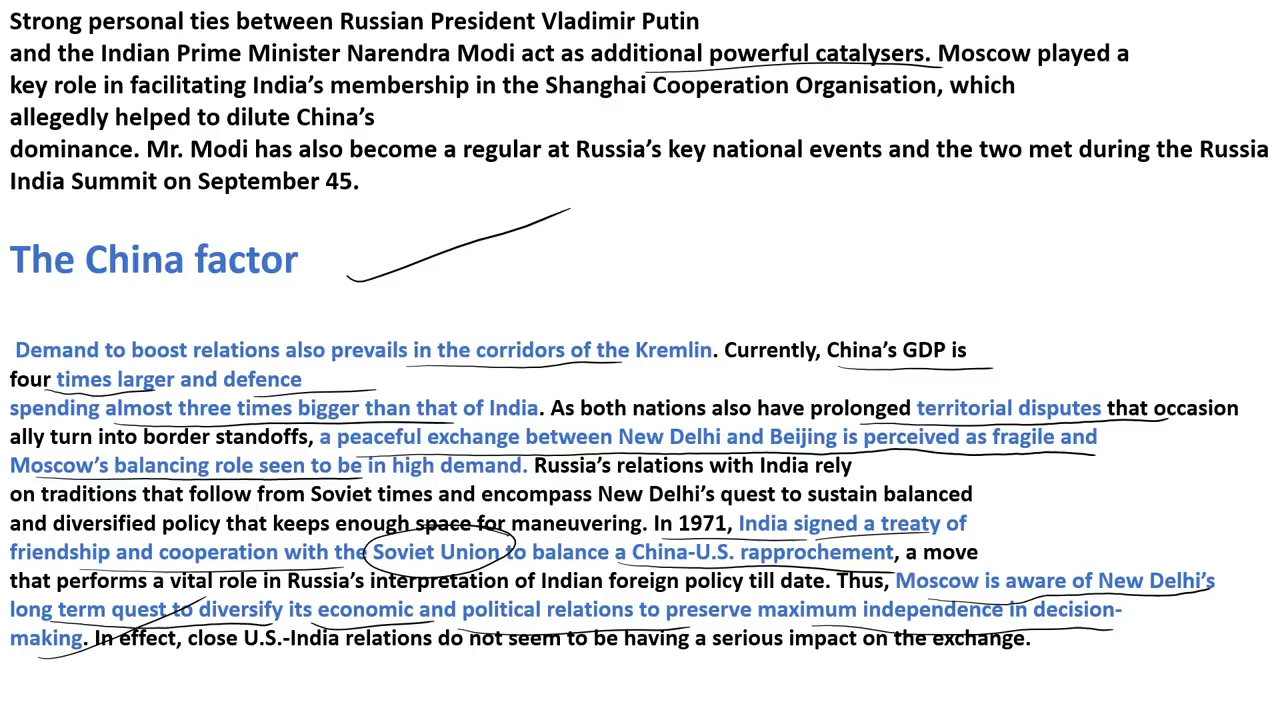 Strong personal ties between Russian President Vladimir Putin
and the Indian Prime Minister Narendra Modi act as additional powerful catalysers. Moscow played a
key role in facilitating India’s membership in the Shanghai Cooperation Organisation, which
allegedly helped to dilute China’s
dominance. Mr. Modi has also become a regular at Russia’s key national events and the two met during the Russia
India Summit on September 45.
The China factor
Demand to boost relations also prevails in the corridors of the Kremlin. Currently, China’s GDP is
four times larger and defence
spending almost three times bigger than that of India. As both nations also have prolonged territorial disputes that occasion
ally turn into border standoffs, a peaceful exchange between New Delhi and Beijing is perceived as fragile and
Moscow’s balancing role seen to be in high demand. Russia’s relations with India rely
on traditions that follow from Soviet times and encompass New Delhi’s quest to sustain balanced
and diversified policy that keeps enough space for maneuvering. In 1971, India signed a treaty of
friendship and cooperation with the Soviet Union to balance a China-U.S. rapprochement, a move
that performs a vital role in Russia’s interpretation of Indian foreign policy till date. Thus, Moscow is aware of New Delhi’s
long term quest to diversify its economic and political relations to preserve maximum independence in decision-
making. In effect, close U.S.-India relations do not seem to be having a serious impact on the exchange.